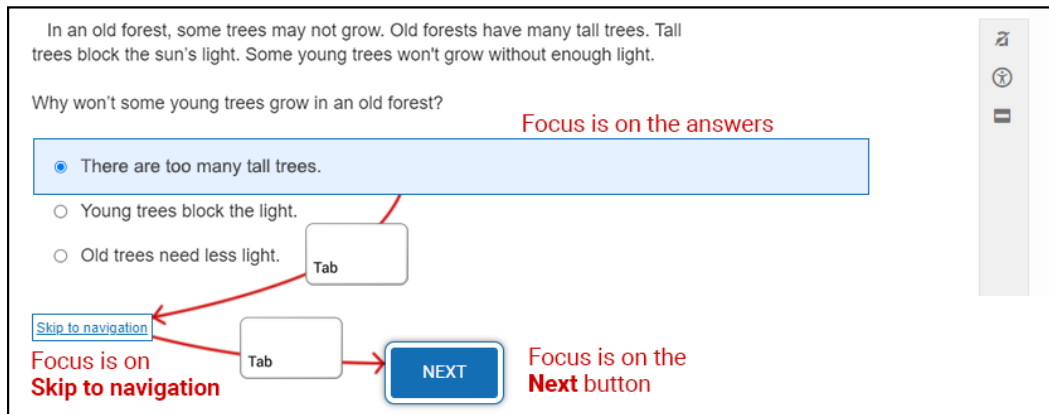 In an old forest, some trees may not grow. Old forests have many tall trees. Tall
trees block the sun’s light. Some young trees won't grow without enough light.
Why won’t some young trees grow in an old forest?
Focus is on the answers
There are too many tall trees.
Young trees block the light.
Old trees need less light.
Tab
Skip to navigation
Focus is on
Skip to navigation
Tab
NEXT
Focus is on the
Next button